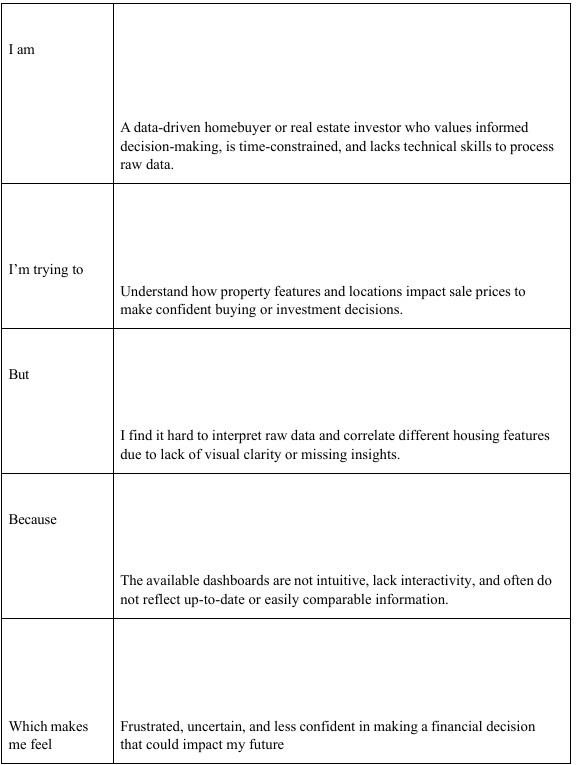 I am
A data-driven homebuyer or real estate investor who values informed
decision-making, is time-constrained, and lacks technical skills to process
raw data.
I’m trying to
Understand how property features and locations impact sale prices to
make confident buying or investment decisions.
But
I find it hard to interpret raw data and correlate different housing features
due to lack of visual clarity or missing insights.
Because
The available dashboards are not intuitive, lack interactivity, and often do
not reflect up-to-date or easily comparable information.
Which makes
me feel
Frustrated, uncertain, and less confident in making a financial decision
that could impact my future